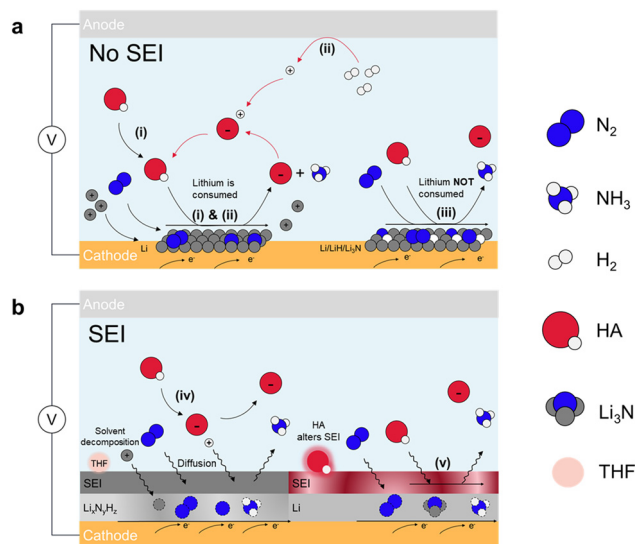 a
Anode
No SEI
(ii)
+
(i)
-
-
+
-
V
Lithium is
consumed
(i) & (ii)
Lithium NOT
consumed
(iii)
Li
Li/LiH/Li₃N
Cathode
e⁻
e⁻
e⁻
e⁻
b
Anode
SEI
(iv)
-
-
-
+
V
Solvent
decomposition
+
THF
Diffusion
HA
alters SEI
(v)
SEI
SEI
LiₓNᵧH_z
Li
Cathode
e⁻
e⁻
e⁻
e⁻
N₂
NH₃
H₂
HA
Li₃N
THF